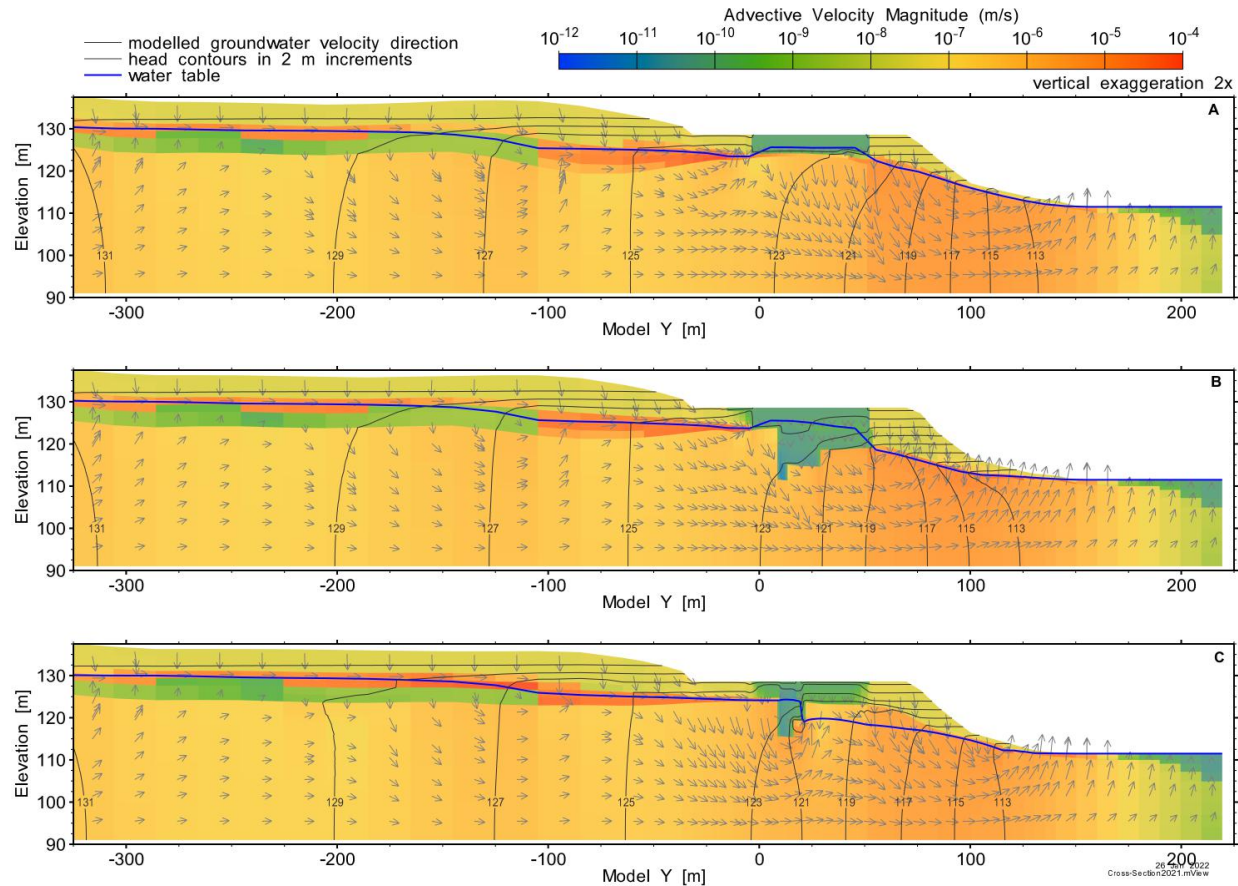 Advective Velocity Magnitude (m/s)
modelled groundwater velocity direction
head contours in 2 m increments
water table
10-12 10-11 10-10 10-9 10-8 10-7 10-6 10-5 10-4
vertical exaggeration 2x
A
130
120
110
100
90
Elevation [m]
131 129 127 125 123 121 119 117 115 113
-300 -200 -100 0 100 200
Model Y [m]
B
130
120
110
100
90
Elevation [m]
131 129 127 125 123 121 119 117 115 113
-300 -200 -100 0 100 200
Model Y [m]
C
130
120
110
100
90
Elevation [m]
131 129 127 125 123 121 119 117 115 113
-300 -200 -100 0 100 200
Model Y [m]
26 Jan 2022
Cross-Section2021.mView